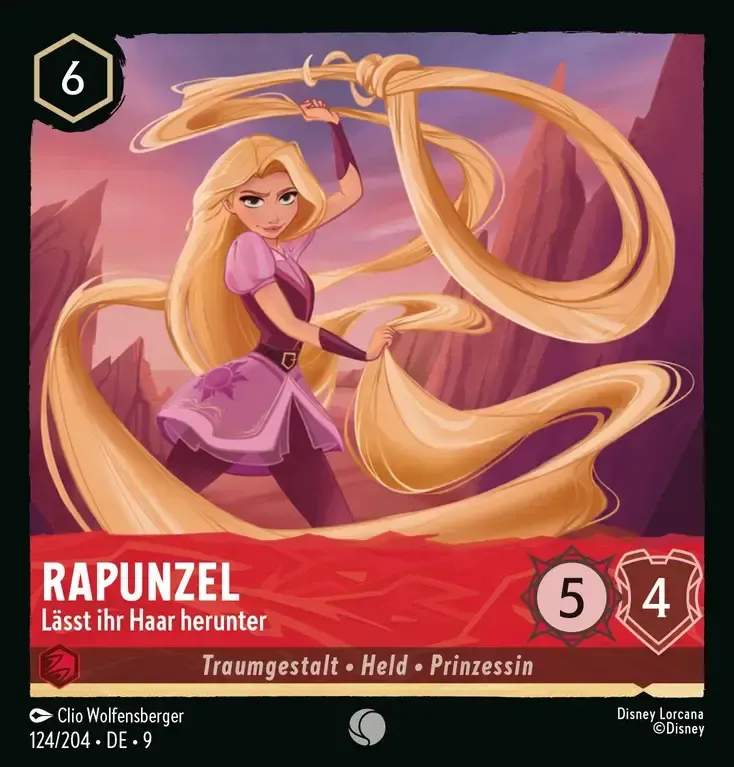 6
RAPUNZEL
Lässt ihr Haar herunter
5
4
Traumgestalt • Held • Prinzessin
Clio Wolfensberger
124/204 • DE • 9
Disney Lorcana
©Disney